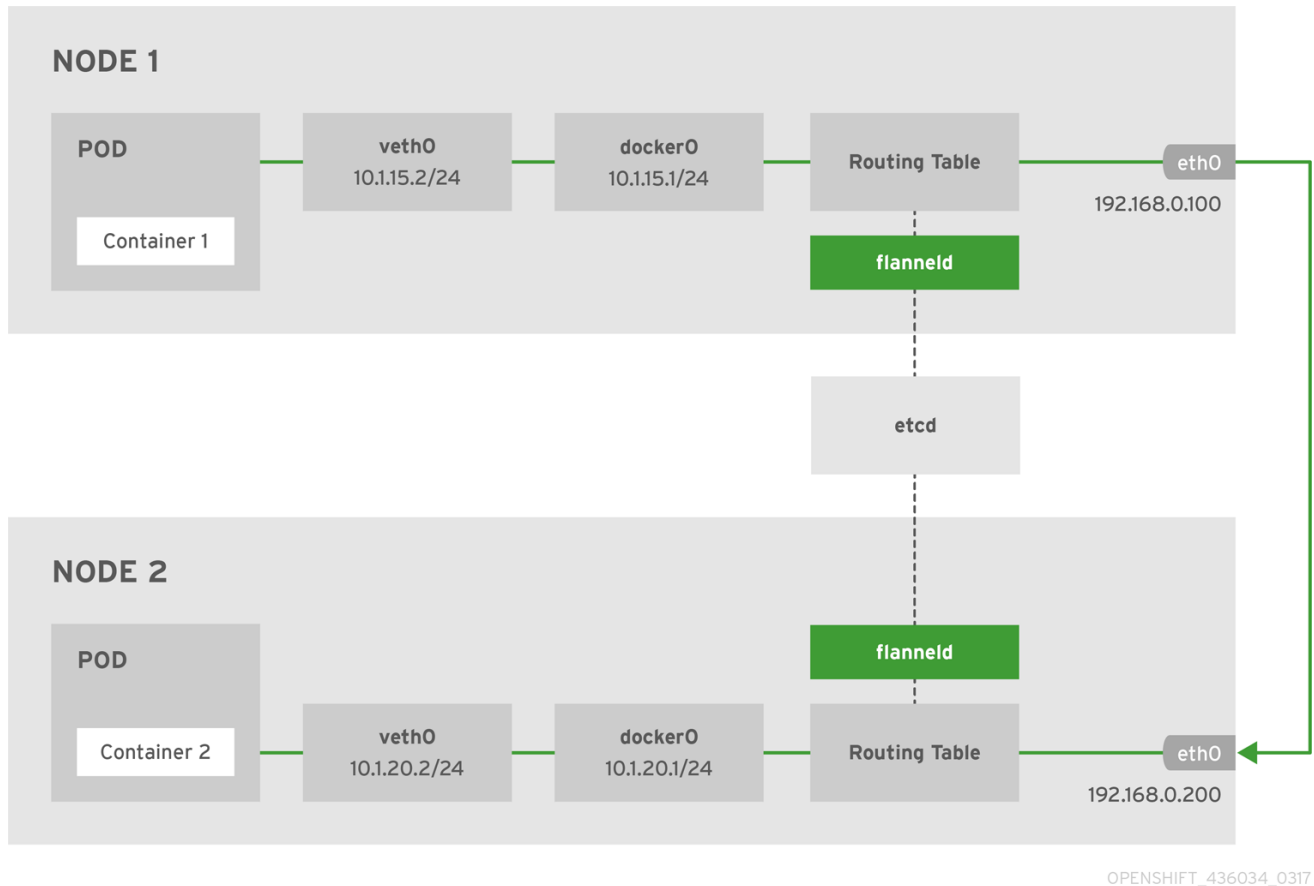 NODE 1
POD
Container 1
veth0
10.1.15.2/24
docker0
10.1.15.1/24
Routing Table
flanneld
eth0
192.168.0.100
etcd
NODE 2
POD
Container 2
veth0
10.1.20.2/24
docker0
10.1.20.1/24
flanneld
Routing Table
eth0
192.168.0.200
OPENSHIFT_436034_0317